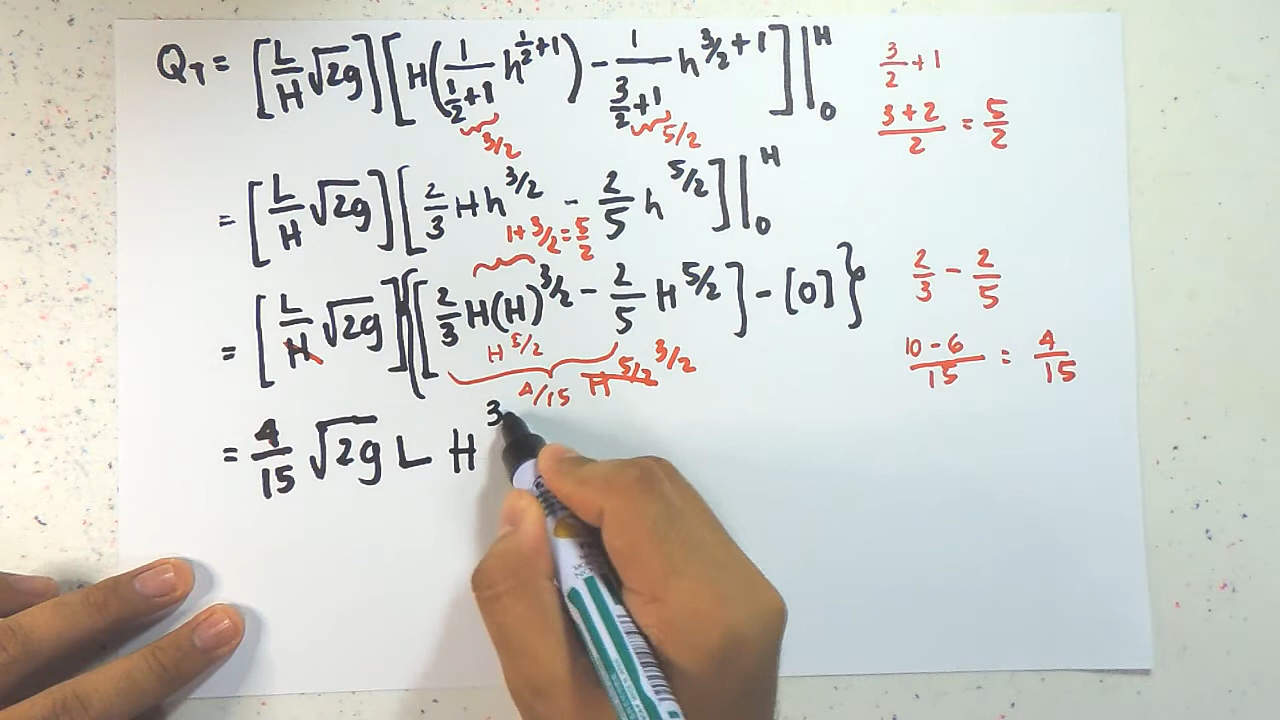 Q_T = [L/H √2g] [H(1/(1/2+1) h^(1/2+1)) - 1/(3/2+1) h^(3/2+1)] |_0^H
3/2
5/2
3/2 + 1
(3+2)/2 = 5/2
= [L/H √2g] [2/3 H h^(3/2) - 2/5 h^(5/2)] |_0^H
1 + 3/2 = 5/2
= [L/H √2g] {[2/3 H(H)^(3/2) - 2/5 H^(5/2)] - [0]}
H^(5/2)
4/15 H^(5/2) 3/2
2/3 - 2/5
(10-6)/15 = 4/15
= 4/15 √2g L H^3